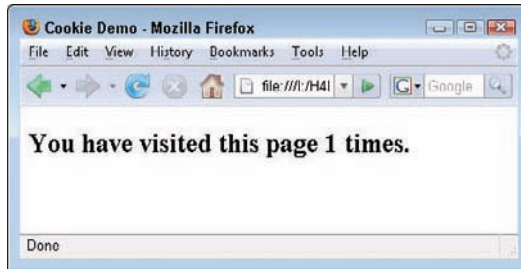 Cookie Demo - Mozilla Firefox
File Edit View History Bookmarks Tools Help
file:///I:/H4I G Google
You have visited this page 1 times.
Done